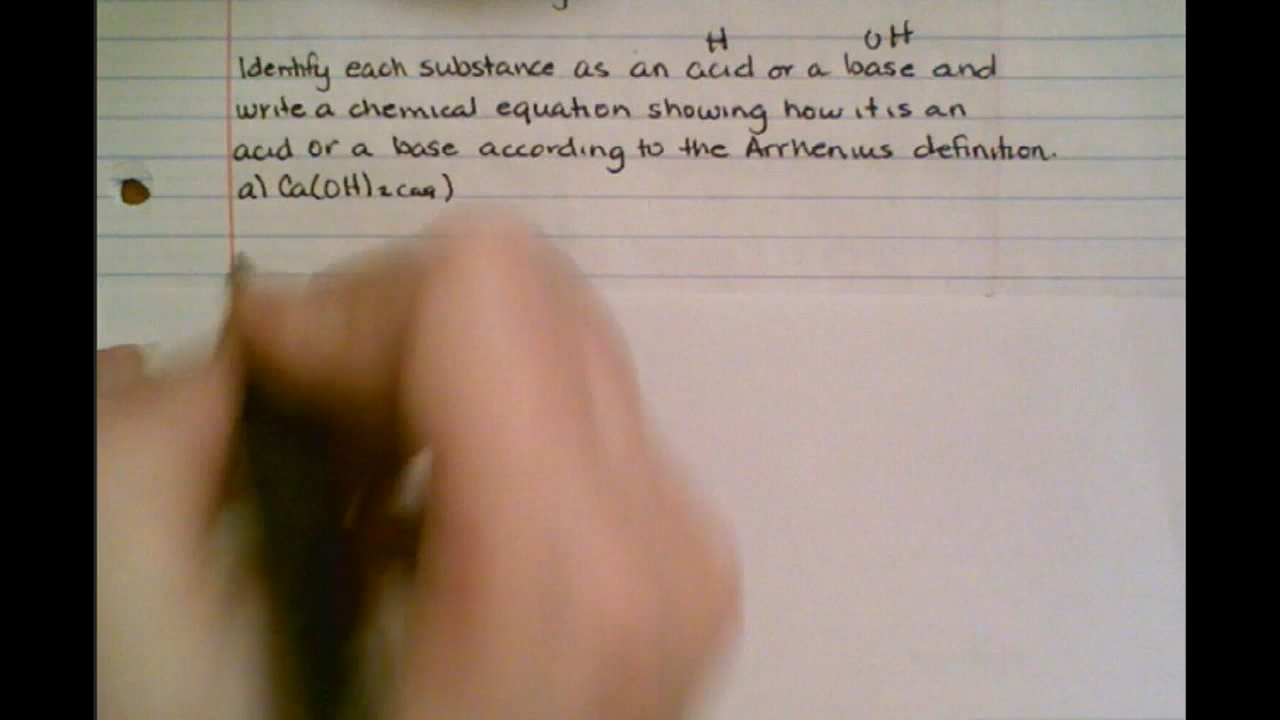 H OH
Identify each substance as an acid or a base and
write a chemical equation showing how it is an
acid or a base according to the Arrhenius definition.
a) Ca(OH)₂(aq)